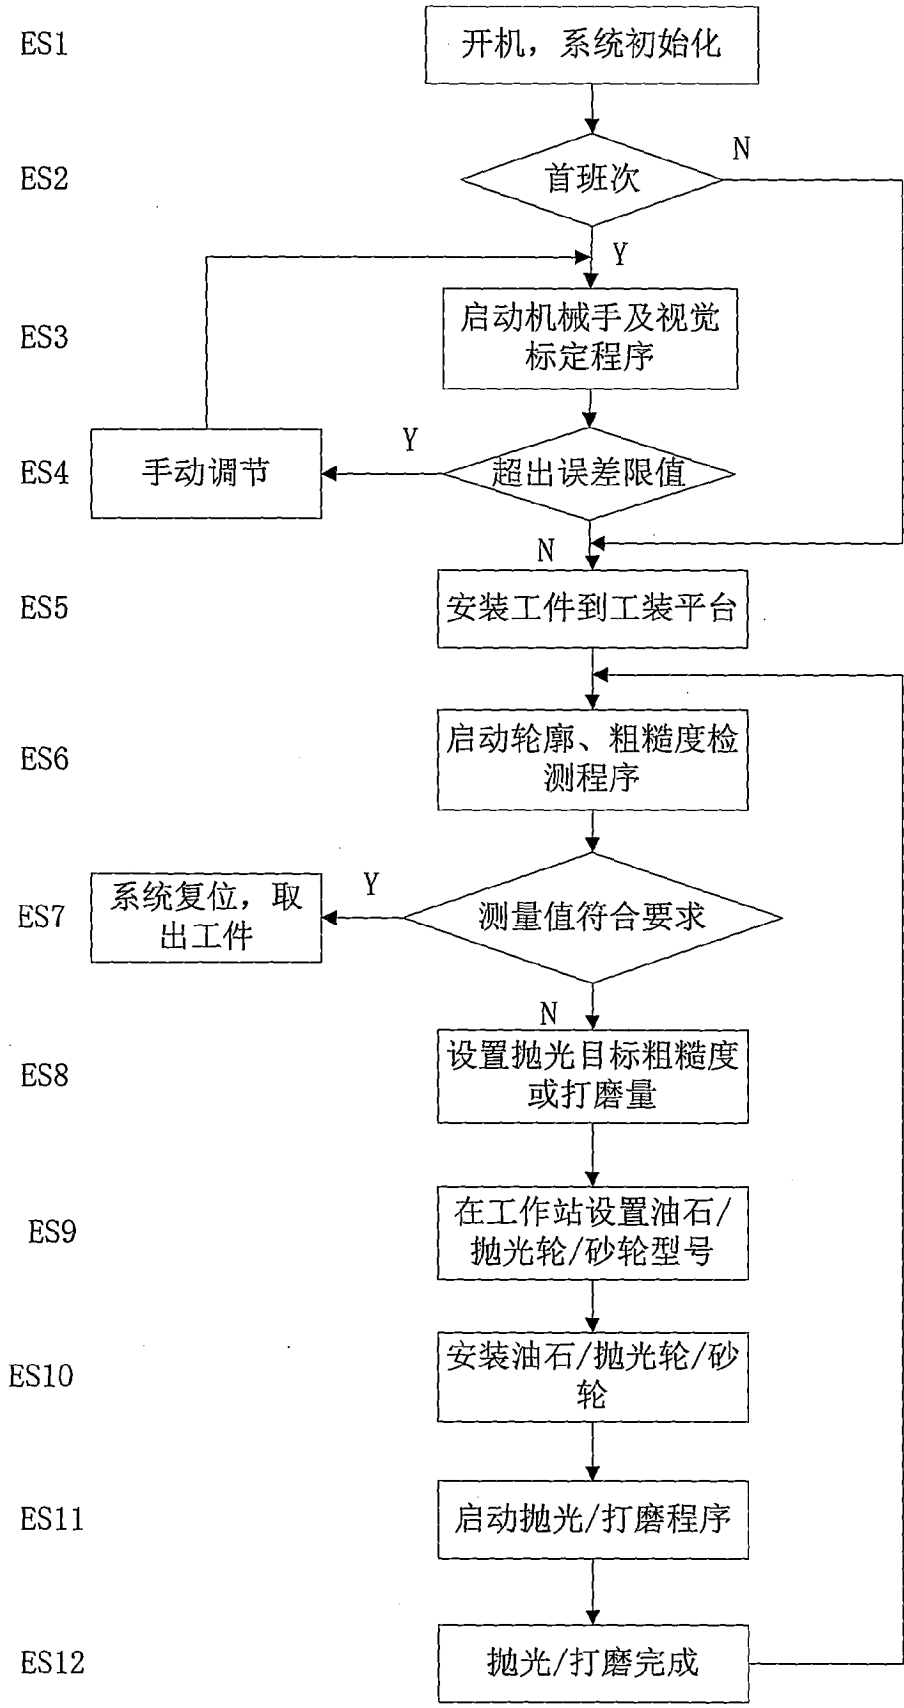 ES1
开机，系统初始化
ES2
首班次
N
Y
ES3
启动机械手及视觉
标定程序
ES4
手动调节
Y
超出误差限值
N
ES5
安装工件到工装平台
ES6
启动轮廓、粗糙度检
测程序
ES7
系统复位，取
出工件
Y
测量值符合要求
N
ES8
设置抛光目标粗糙度
或打磨量
ES9
在工作站设置油石/
抛光轮/砂轮型号
ES10
安装油石/抛光轮/砂
轮
ES11
启动抛光/打磨程序
ES12
抛光/打磨完成